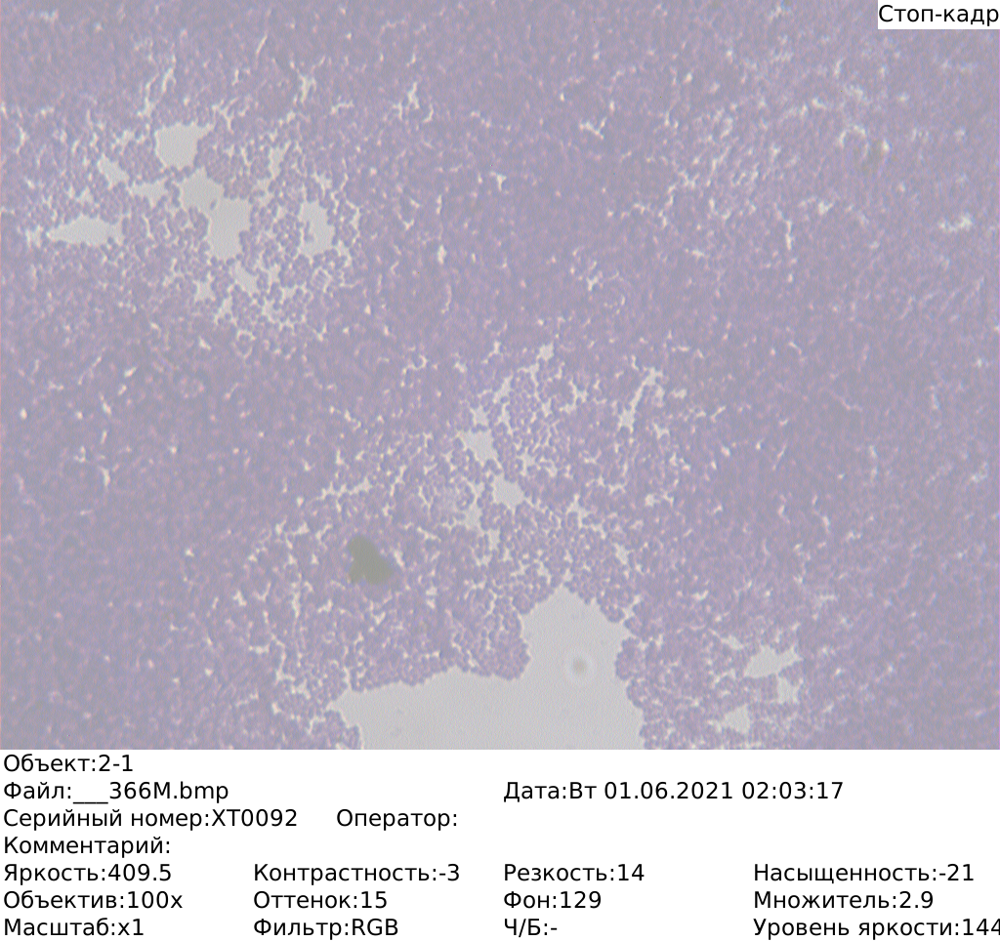 Стоп-кадр
Объект:2-1
Файл:___366M.bmp Дата:Вт 01.06.2021 02:03:17
Серийный номер:XT0092 Оператор:
Комментарий:
Яркость:409.5 Контрастность:-3 Резкость:14 Насыщенность:-21
Объектив:100x Оттенок:15 Фон:129 Множитель:2.9
Масштаб:x1 Фильтр:RGB Ч/Б:- Уровень яркости:144